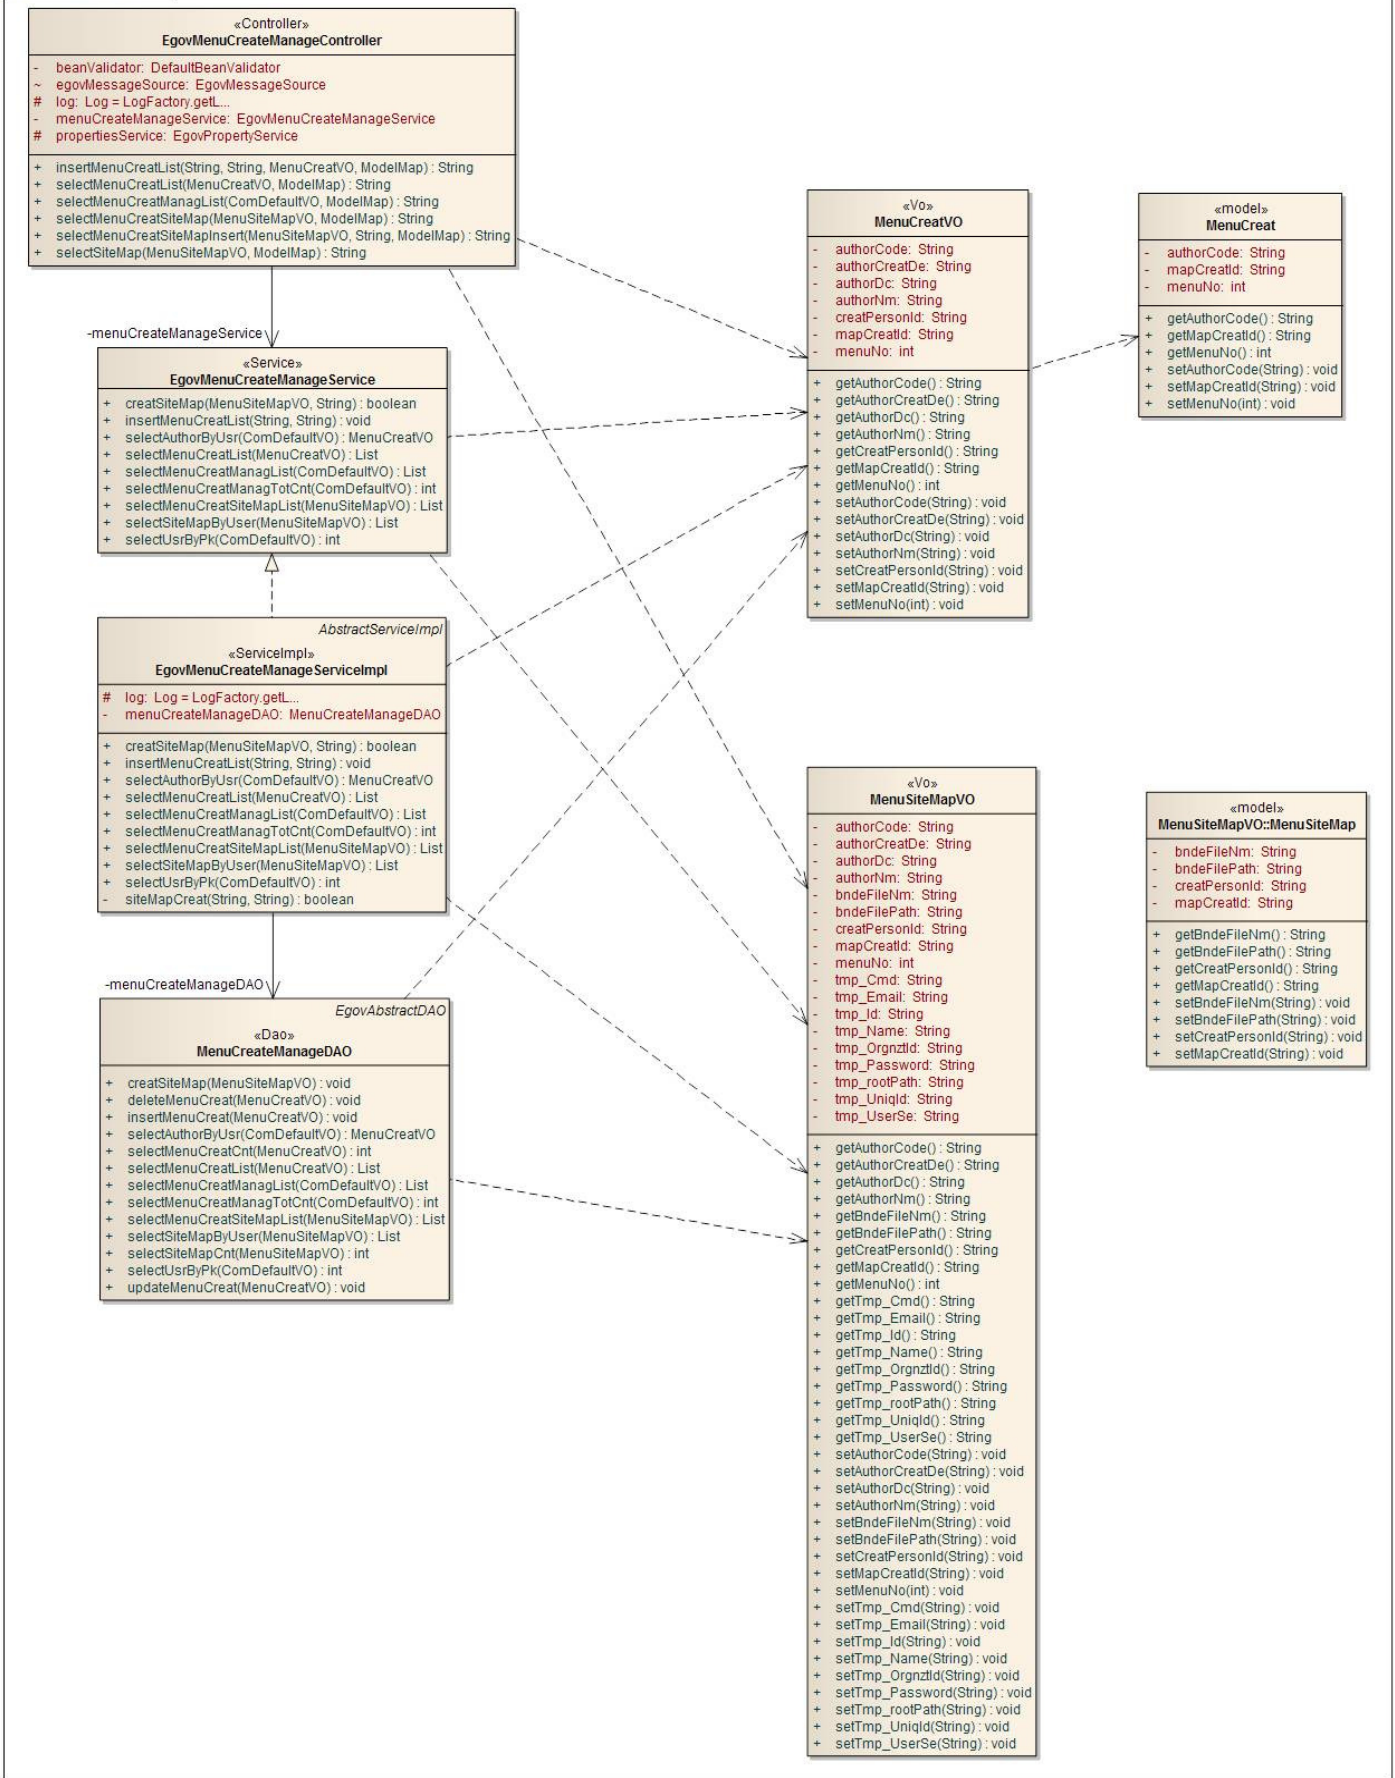 «Controller»
EgovMenuCreateManageController
- beanValidator: DefaultBeanValidator
~ egovMessageSource: EgovMessageSource
# log: Log = LogFactory.getL...
- menuCreateManageService: EgovMenuCreateManageService
# propertiesService: EgovPropertyService
+ insertMenuCreatList(String, String, MenuCreatVO, ModelMap) : String
+ selectMenuCreatList(MenuCreatVO, ModelMap) : String
+ selectMenuCreatManagList(ComDefaultVO, ModelMap) : String
+ selectMenuCreatSiteMap(MenuSiteMapVO, ModelMap) : String
+ selectMenuCreatSiteMapInsert(MenuSiteMapVO, String, ModelMap) : String
+ selectSiteMap(MenuSiteMapVO, ModelMap) : String
-menuCreateManageService
«Service»
EgovMenuCreateManageService
+ creatSiteMap(MenuSiteMapVO, String) : boolean
+ insertMenuCreatList(String, String) : void
+ selectAuthorByUsr(ComDefaultVO) : MenuCreatVO
+ selectMenuCreatList(MenuCreatVO) : List
+ selectMenuCreatManagList(ComDefaultVO) : List
+ selectMenuCreatManagTotCnt(ComDefaultVO) : int
+ selectMenuCreatSiteMapList(MenuSiteMapVO) : List
+ selectSiteMapByUser(MenuSiteMapVO) : List
+ selectUsrByPk(ComDefaultVO) : int
AbstractServiceImpl
«ServiceImpl»
EgovMenuCreateManageServiceImpl
# log: Log = LogFactory.getL...
- menuCreateManageDAO: MenuCreateManageDAO
+ creatSiteMap(MenuSiteMapVO, String) : boolean
+ insertMenuCreatList(String, String) : void
+ selectAuthorByUsr(ComDefaultVO) : MenuCreatVO
+ selectMenuCreatList(MenuCreatVO) : List
+ selectMenuCreatManagList(ComDefaultVO) : List
+ selectMenuCreatManagTotCnt(ComDefaultVO) : int
+ selectMenuCreatSiteMapList(MenuSiteMapVO) : List
+ selectSiteMapByUser(MenuSiteMapVO) : List
+ selectUsrByPk(ComDefaultVO) : int
- siteMapCreat(String, String) : boolean
-menuCreateManageDAO
EgovAbstractDAO
«Dao»
MenuCreateManageDAO
+ creatSiteMap(MenuSiteMapVO) : void
+ deleteMenuCreat(MenuCreatVO) : void
+ insertMenuCreat(MenuCreatVO) : void
+ selectAuthorByUsr(ComDefaultVO) : MenuCreatVO
+ selectMenuCreatCnt(MenuCreatVO) : int
+ selectMenuCreatList(MenuCreatVO) : List
+ selectMenuCreatManagList(ComDefaultVO) : List
+ selectMenuCreatManagTotCnt(ComDefaultVO) : int
+ selectMenuCreatSiteMapList(MenuSiteMapVO) : List
+ selectSiteMapByUser(MenuSiteMapVO) : List
+ selectSiteMapCnt(MenuSiteMapVO) : int
+ selectUsrByPk(ComDefaultVO) : int
+ updateMenuCreat(MenuCreatVO) : void
«Vo»
MenuCreatVO
- authorCode: String
- authorCreatDe: String
- authorDc: String
- authorNm: String
- creatPersonId: String
- mapCreatId: String
- menuNo: int
+ getAuthorCode() : String
+ getAuthorCreatDe() : String
+ getAuthorDc() : String
+ getAuthorNm() : String
+ getCreatPersonId() : String
+ getMapCreatId() : String
+ getMenuNo() : int
+ setAuthorCode(String) : void
+ setAuthorCreatDe(String) : void
+ setAuthorDc(String) : void
+ setAuthorNm(String) : void
+ setCreatPersonId(String) : void
+ setMapCreatId(String) : void
+ setMenuNo(int) : void
«model»
MenuCreat
- authorCode: String
- mapCreatId: String
- menuNo: int
+ getAuthorCode() : String
+ getMapCreatId() : String
+ getMenuNo() : int
+ setAuthorCode(String) : void
+ setMapCreatId(String) : void
+ setMenuNo(int) : void
«Vo»
MenuSiteMapVO
- authorCode: String
- authorCreatDe: String
- authorDc: String
- authorNm: String
- bndeFileNm: String
- bndeFilePath: String
- creatPersonId: String
- mapCreatId: String
- menuNo: int
- tmp_Cmd: String
- tmp_Email: String
- tmp_Id: String
- tmp_Name: String
- tmp_OrgnztId: String
- tmp_Password: String
- tmp_rootPath: String
- tmp_UniqId: String
- tmp_UserSe: String
+ getAuthorCode() : String
+ getAuthorCreatDe() : String
+ getAuthorDc() : String
+ getAuthorNm() : String
+ getBndeFileNm() : String
+ getBndeFilePath() : String
+ getCreatPersonId() : String
+ getMapCreatId() : String
+ getMenuNo() : int
+ getTmp_Cmd() : String
+ getTmp_Email() : String
+ getTmp_Id() : String
+ getTmp_Name() : String
+ getTmp_OrgnztId() : String
+ getTmp_Password() : String
+ getTmp_rootPath() : String
+ getTmp_UniqId() : String
+ getTmp_UserSe() : String
+ setAuthorCode(String) : void
+ setAuthorCreatDe(String) : void
+ setAuthorDc(String) : void
+ setAuthorNm(String) : void
+ setBndeFileNm(String) : void
+ setBndeFilePath(String) : void
+ setCreatPersonId(String) : void
+ setMapCreatId(String) : void
+ setMenuNo(int) : void
+ setTmp_Cmd(String) : void
+ setTmp_Email(String) : void
+ setTmp_Id(String) : void
+ setTmp_Name(String) : void
+ setTmp_OrgnztId(String) : void
+ setTmp_Password(String) : void
+ setTmp_rootPath(String) : void
+ setTmp_UniqId(String) : void
+ setTmp_UserSe(String) : void
«model»
MenuSiteMapVO::MenuSiteMap
- bndeFileNm: String
- bndeFilePath: String
- creatPersonId: String
- mapCreatId: String
+ getBndeFileNm() : String
+ getBndeFilePath() : String
+ getCreatPersonId() : String
+ getMapCreatId() : String
+ setBndeFileNm(String) : void
+ setBndeFilePath(String) : void
+ setCreatPersonId(String) : void
+ setMapCreatId(String) : void